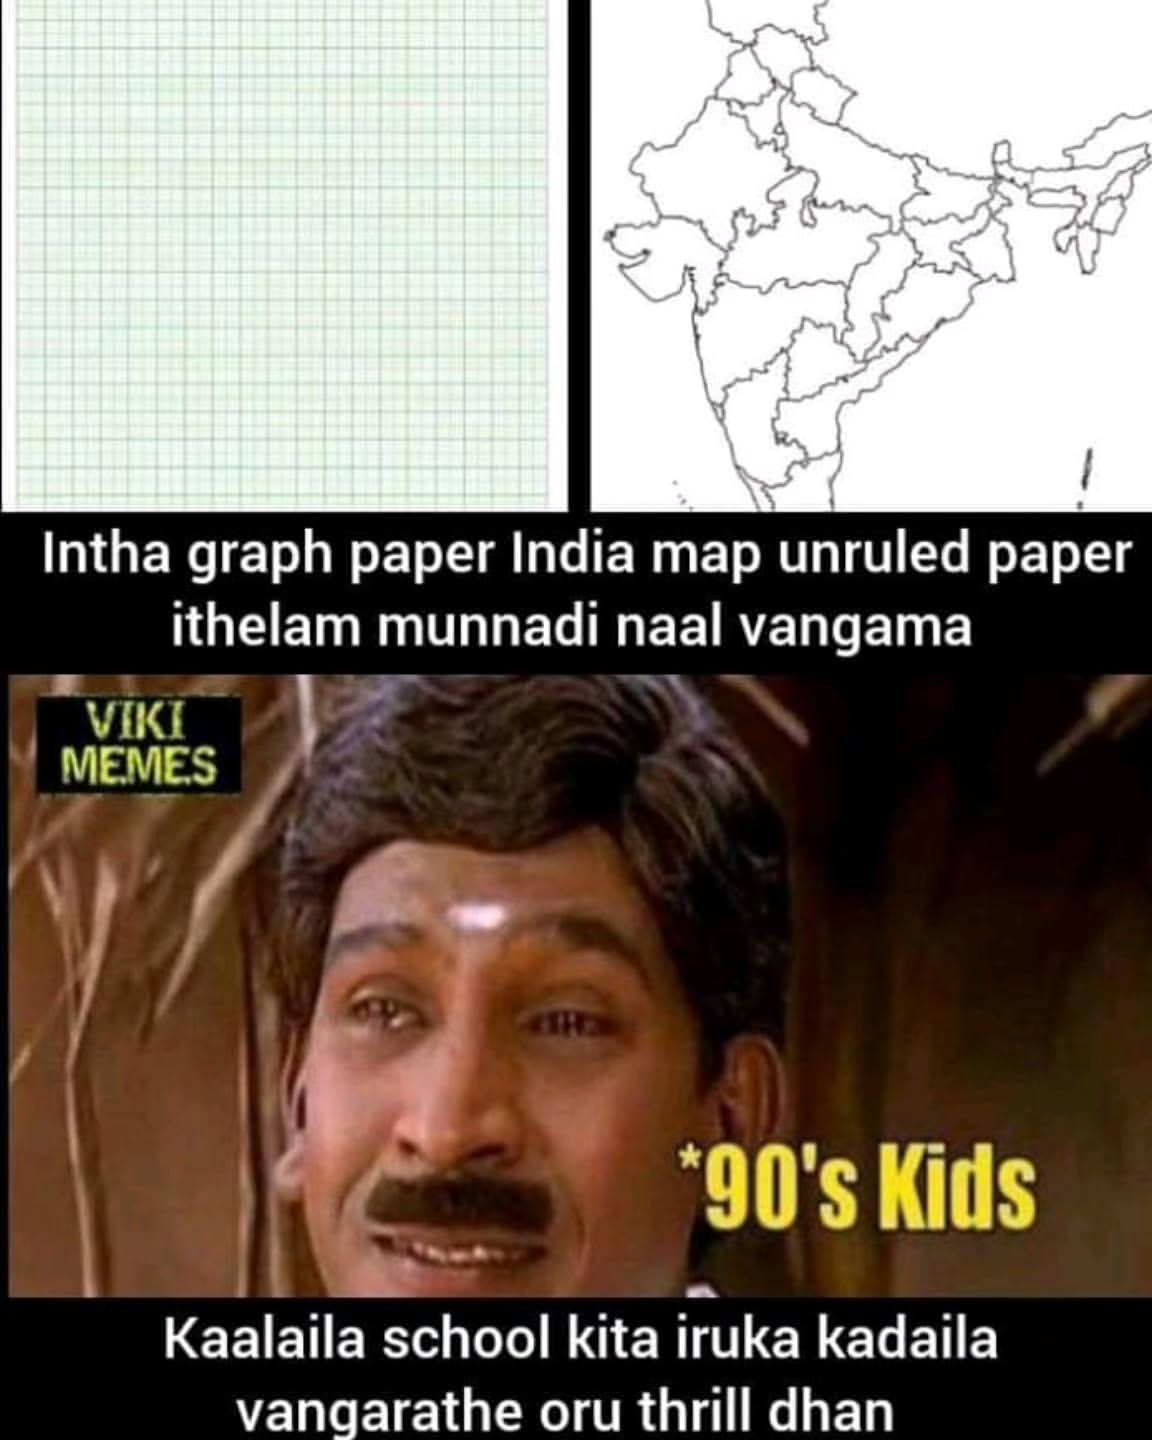 Intha graph paper India map unruled paper
ithelam munnadi naal vangama
VIKI
MEMES
*90's Kids
Kaalaila school kita iruka kadaila
vangarathe oru thrill dhan